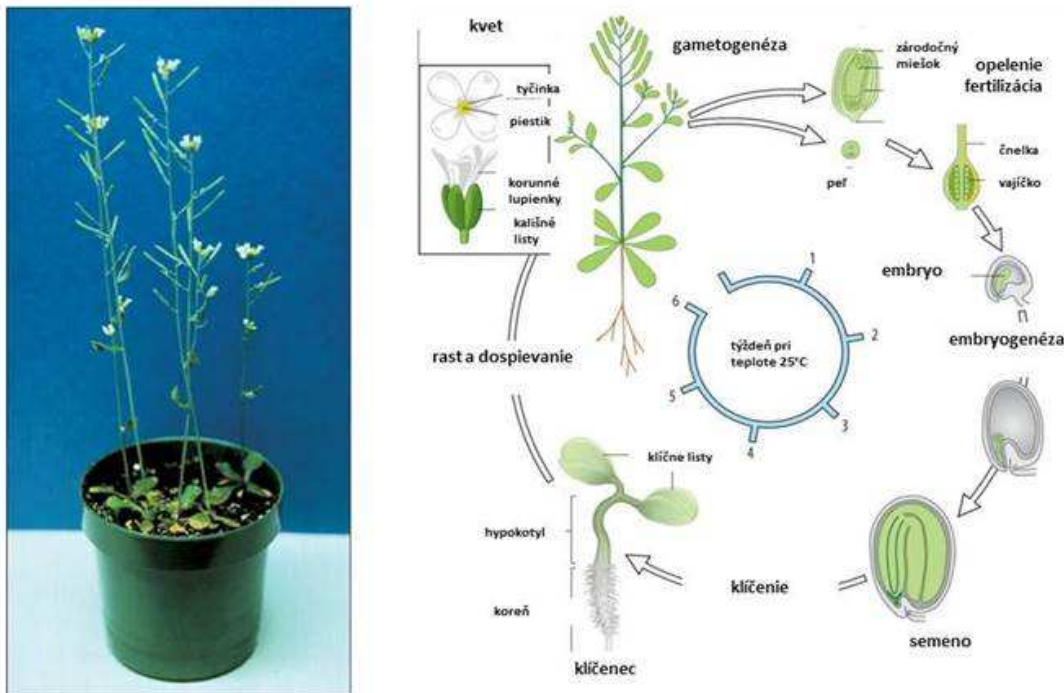 kvet
gametogenéza
zárodočný
miešok
opelenie
fertilizácia
tyčinka
piestik
korunné
lupienky
kališné
listy
peľ
čnelka
vajíčko
embryo
n
embryogenéza
rast a dospievanie
týždeň pri
teplote 25°C
1
2
3
4
5
6
klíčne listy
hypokotyl
koreň
klíčenec
klíčenie
semeno